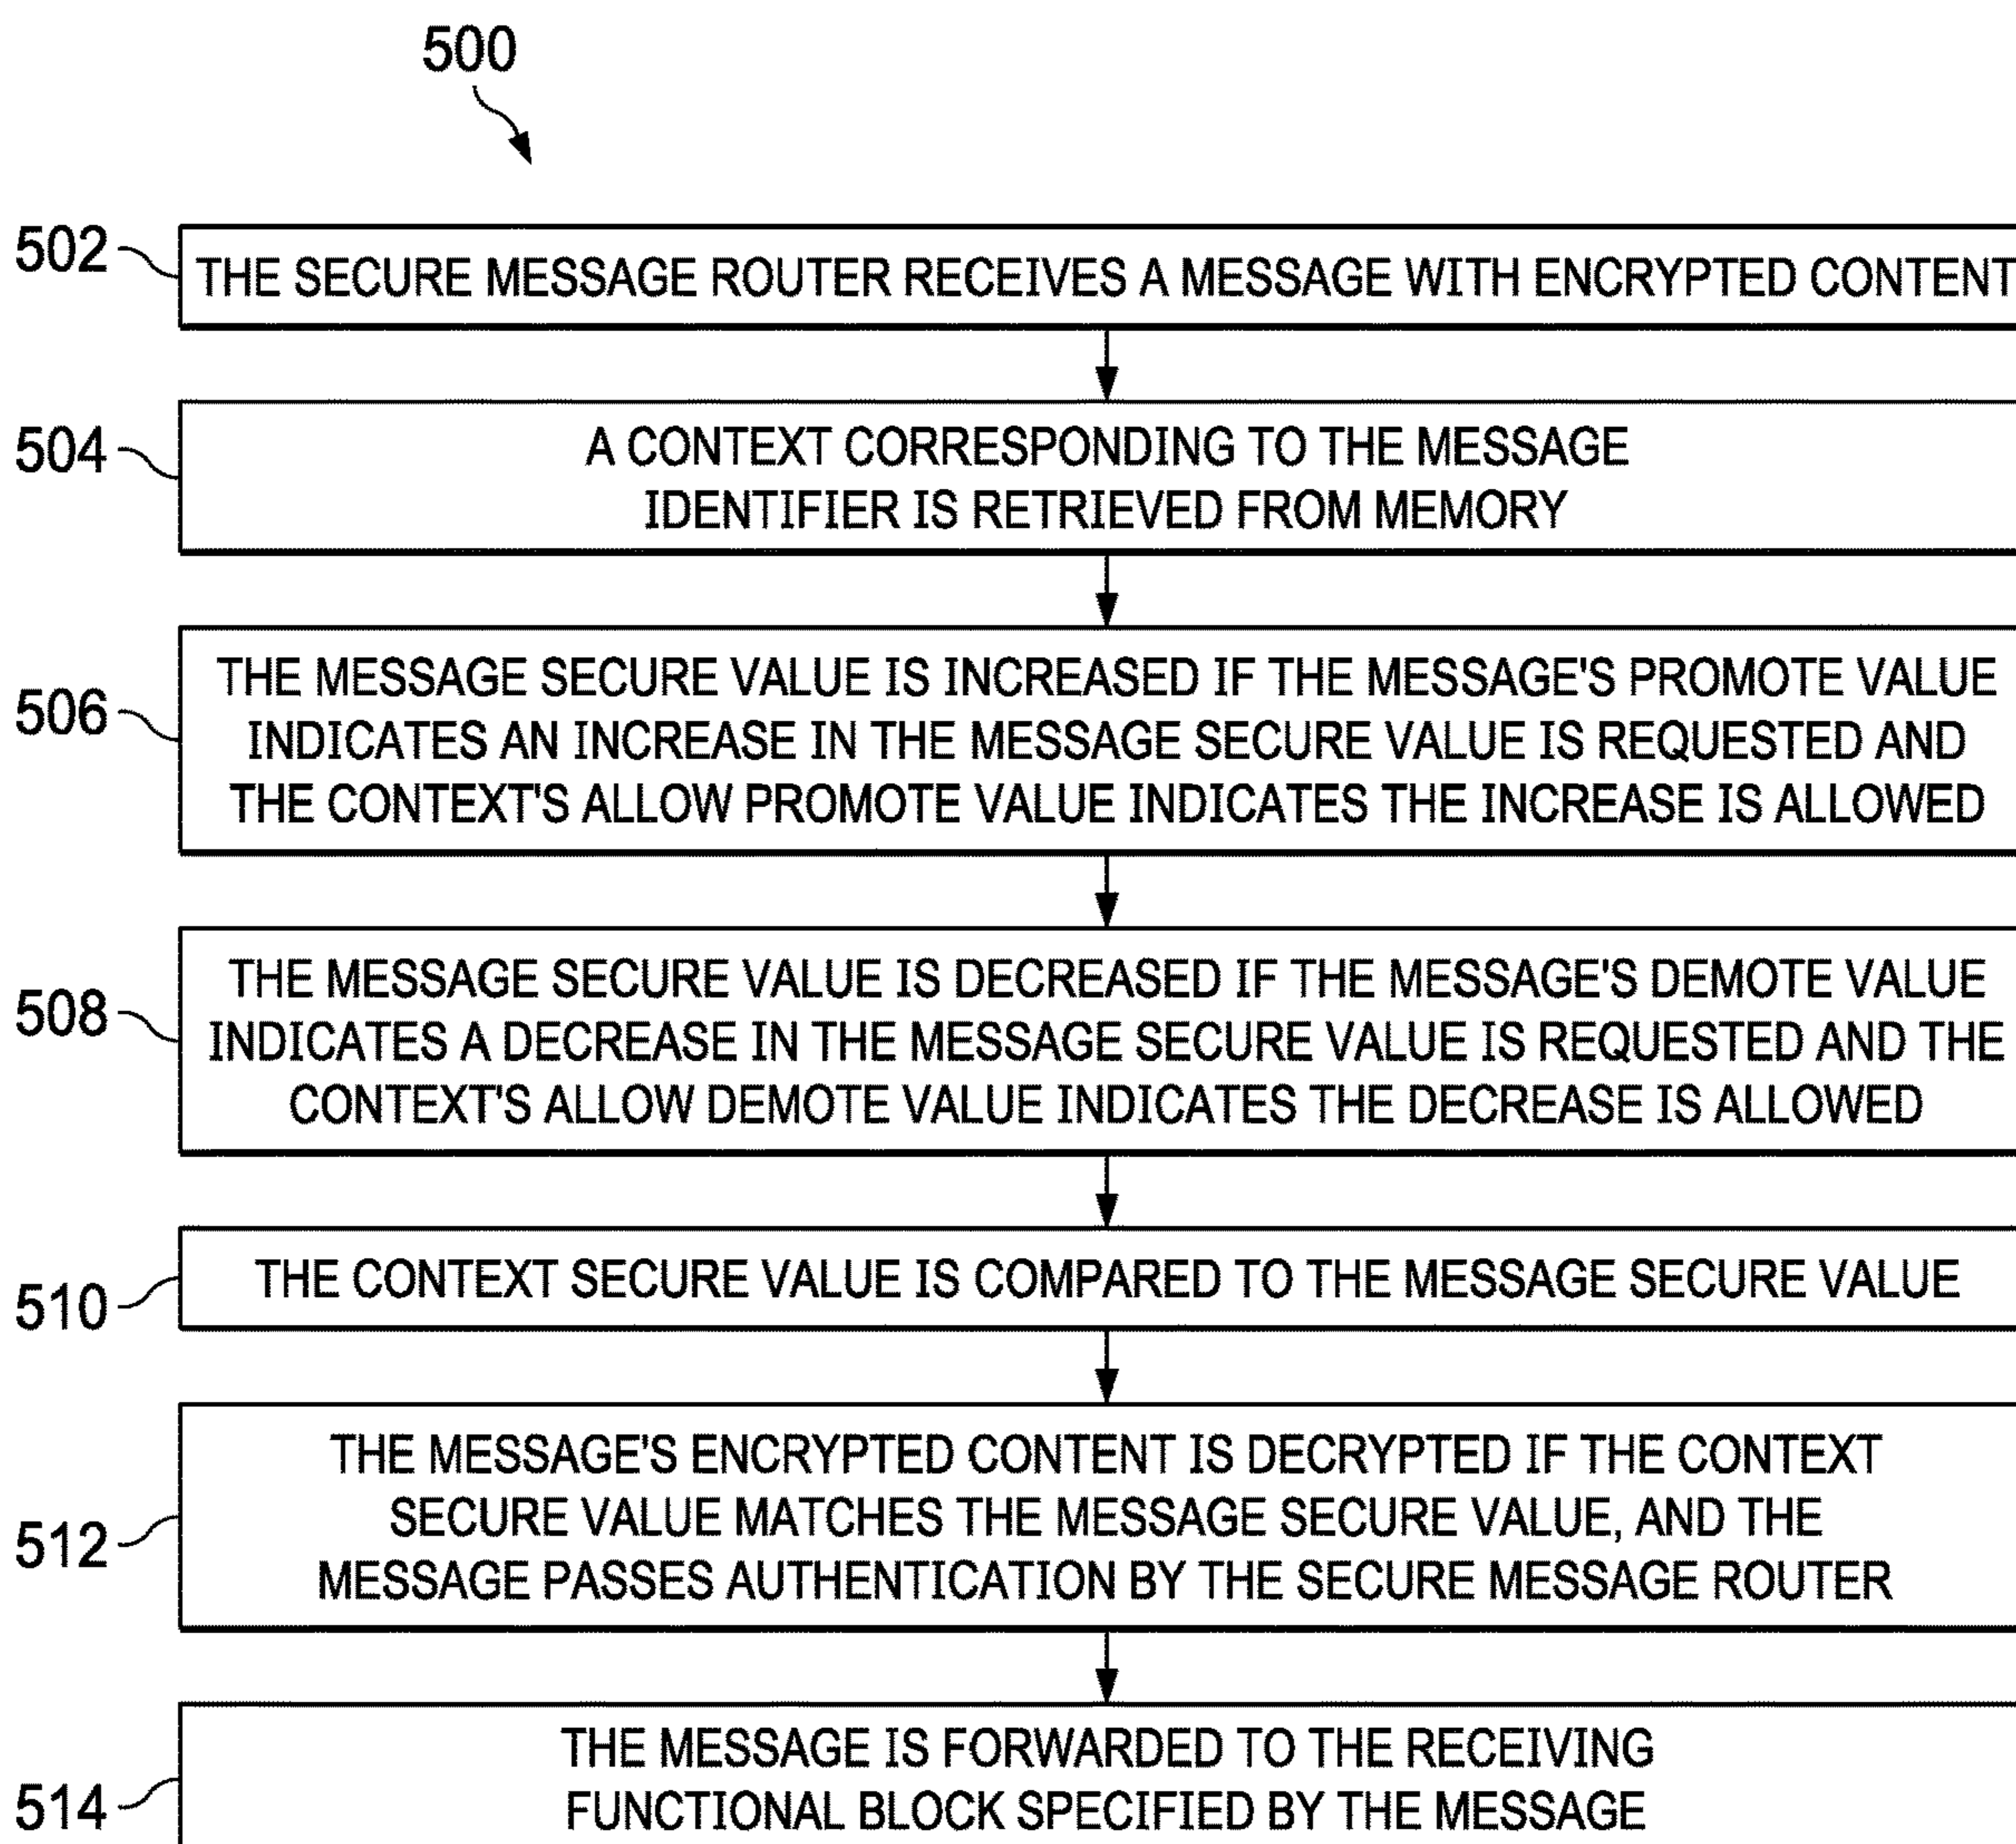 500
502
THE SECURE MESSAGE ROUTER RECEIVES A MESSAGE WITH ENCRYPTED CONTENT
504
A CONTEXT CORRESPONDING TO THE MESSAGE
IDENTIFIER IS RETRIEVED FROM MEMORY
506
THE MESSAGE SECURE VALUE IS INCREASED IF THE MESSAGE'S PROMOTE VALUE
INDICATES AN INCREASE IN THE MESSAGE SECURE VALUE IS REQUESTED AND
THE CONTEXT'S ALLOW PROMOTE VALUE INDICATES THE INCREASE IS ALLOWED
508
THE MESSAGE SECURE VALUE IS DECREASED IF THE MESSAGE'S DEMOTE VALUE
INDICATES A DECREASE IN THE MESSAGE SECURE VALUE IS REQUESTED AND THE
CONTEXT'S ALLOW DEMOTE VALUE INDICATES THE DECREASE IS ALLOWED
510
THE CONTEXT SECURE VALUE IS COMPARED TO THE MESSAGE SECURE VALUE
512
THE MESSAGE'S ENCRYPTED CONTENT IS DECRYPTED IF THE CONTEXT
SECURE VALUE MATCHES THE MESSAGE SECURE VALUE, AND THE
MESSAGE PASSES AUTHENTICATION BY THE SECURE MESSAGE ROUTER
514
THE MESSAGE IS FORWARDED TO THE RECEIVING
FUNCTIONAL BLOCK SPECIFIED BY THE MESSAGE